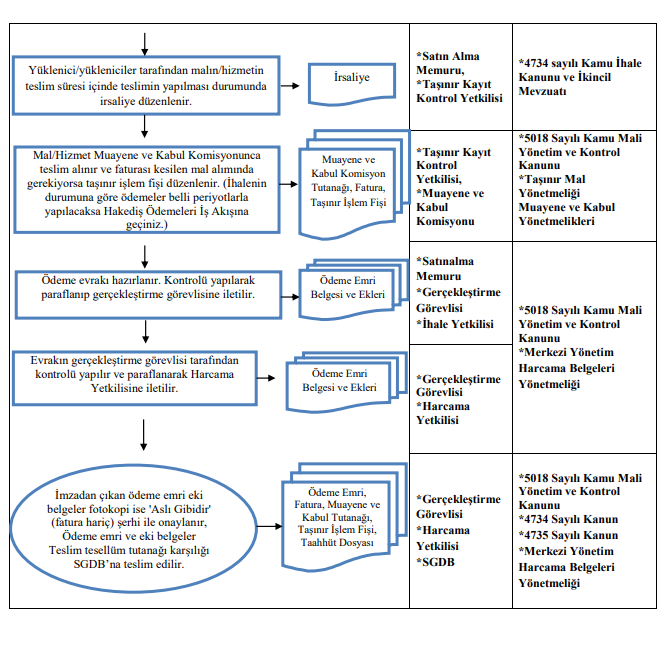 Yüklenici/yükleniciler tarafından malın/hizmetin
teslim süresi içinde teslimin yapılması durumunda
irsaliye düzenlenir.
İrsaliye
*Satın Alma
Memuru,
*Taşınır Kayıt
Kontrol Yetkilisi
*4734 sayılı Kamu İhale
Kanunu ve İkincil
Mevzuatı
Mal/Hizmet Muayene ve Kabul Komisyonunca
teslim alınır ve faturası kesilen mal alımında
gerekiyorsa taşınır işlem fişi düzenlenir. (İhalenin
durumuna göre ödemeler belli periyotlarla
yapılacaksa Hakediş Ödemeleri İş Akışına
geçiniz.)
Muayene ve
Kabul Komisyon
Tutanağı, Fatura,
Taşınır İşlem Fişi
*Taşınır Kayıt
Kontrol
Yetkilisi,
*Muayene ve
Kabul
Komisyonu
*5018 Sayılı Kamu Mali
Yönetim ve Kontrol
Kanunu
*Taşınır Mal
Yönetmeliği
Muayene ve Kabul
Yönetmelikleri
Ödeme evrakı hazırlanır. Kontrolü yapılarak
paraflanıp gerçekleştirme görevlisine iletilir.
Ödeme Emri
Belgesi ve Ekleri
*Satınalma
Memuru
*Gerçekleştirme
Görevlisi
*İhale Yetkilisi
*5018 Sayılı Kamu Mali
Yönetim ve Kontrol
Kanunu
*Merkezi Yönetim
Harcama Belgeleri
Yönetmeliği
Evrakın gerçekleştirme görevlisi tarafından
kontrolü yapılır ve paraflanarak Harcama
Yetkilisine iletilir.
Ödeme Emri
Belgesi ve Ekleri
*Gerçekleştirme
Görevlisi
*Harcama
Yetkilisi
İmzadan çıkan ödeme emri eki
belgeler fotokopi ise 'Aslı Gibidir'
(fatura hariç) şerhi ile onaylanır,
Ödeme emri ve eki belgeler
Teslim tesellüm tutanağı karşılığı
SGDB’na teslim edilir.
Ödeme Emri,
Fatura, Muayene ve
Kabul Tutanağı,
Taşınır İşlem Fişi,
Taahhüt Dosyası
*Gerçekleştirme
Görevlisi
*Harcama
Yetkilisi
*SGDB
*5018 Sayılı Kamu Mali
Yönetim ve Kontrol
Kanunu
*4734 Sayılı Kanun
*4735 Sayılı Kanun
*Merkezi Yönetim
Harcama Belgeleri
Yönetmeliği